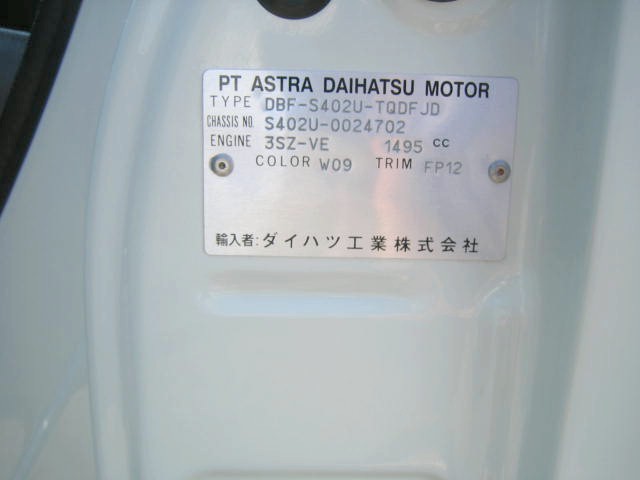 PT ASTRA DAIHATSU MOTOR
TYPE DBF-S402U-TQDFJD
CHASSIS NO. S402U-0024702
ENGINE 3SZ-VE 1495 cc
COLOR W09 TRIM FP12
輸入者:ダイハツ工業株式会社